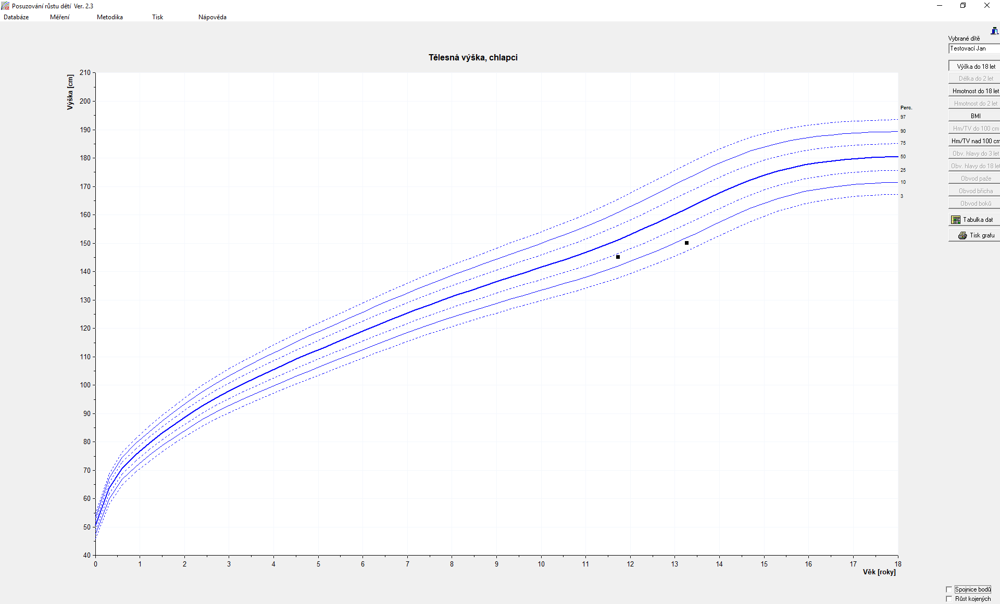 Posuzování růstu dětí Ver. 2.3
Databáze Měření Metodika Tisk Nápověda
Tělesná výška, chlapci
Výška [cm]
210
200
190
180
170
160
150
140
130
120
110
100
90
80
70
60
50
40
0 1 2 3 4 5 6 7 8 9 10 11 12 13 14 15 16 17 18
Věk [roky]
Perc.
97
90
75
50
25
10
3
Vybrané dítě
Testovací Jan
Výška do 18 let
Délka do 2 let
Hmotnost do 18 let
Hmotnost do 2 let
BMI
Hm/TV do 100 cm
Hm/TV nad 100 cm
Obv. hlavy do 3 let
Obv. hlavy do 18 let
Obvod paže
Obvod břicha
Obvod boků
Tabulka dat
Tisk grafu
Spojnice bodů
Růst kojených